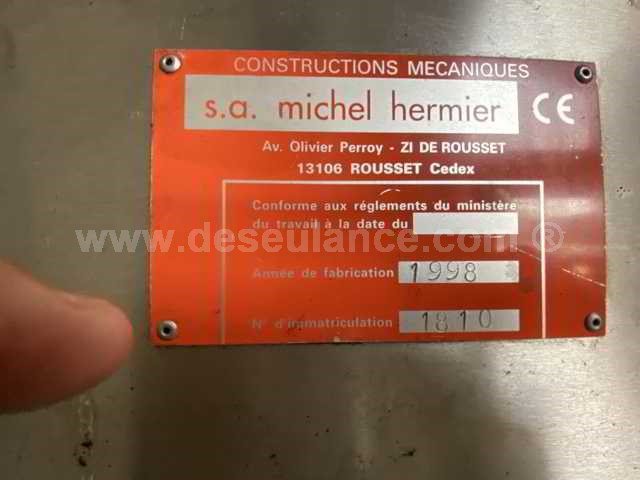 CONSTRUCTIONS MECANIQUES
s.a. michel hermier
CE
Av. Olivier Perroy - ZI DE ROUSSET
13106 ROUSSET Cedex
Conforme aux réglements du ministère
du travail à la date du
www.deseulance.com ®
Année de fabrication 1998
N° d'immatriculation 1810